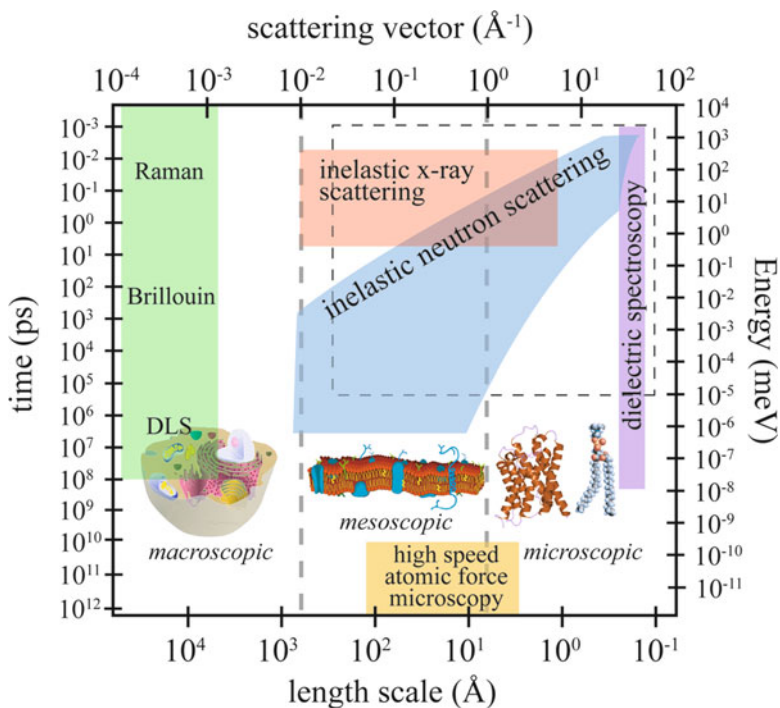 scattering vector (Å⁻¹)
10⁻⁴ 10⁻³ 10⁻² 10⁻¹ 10⁰ 10¹ 10²
time (ps)
10⁻³
10⁻²
10⁻¹
10⁰
10¹
10²
10³
10⁴
10⁵
10⁶
10⁷
10⁸
10⁹
10¹⁰
10¹¹
10¹²
Raman
Brillouin
DLS
inelastic x-ray
scattering
inelastic neutron scattering
dielectric spectroscopy
macroscopic
mesoscopic
microscopic
high speed
atomic force
microscopy
10⁴
10³
10²
10¹
10⁰
10⁻¹
10⁻²
10⁻³
10⁻⁴
10⁻⁵
10⁻⁶
10⁻⁷
10⁻⁸
10⁻⁹
10⁻¹⁰
10⁻¹¹
Energy (meV)
10⁴ 10³ 10² 10¹ 10⁰ 10⁻¹
length scale (Å)